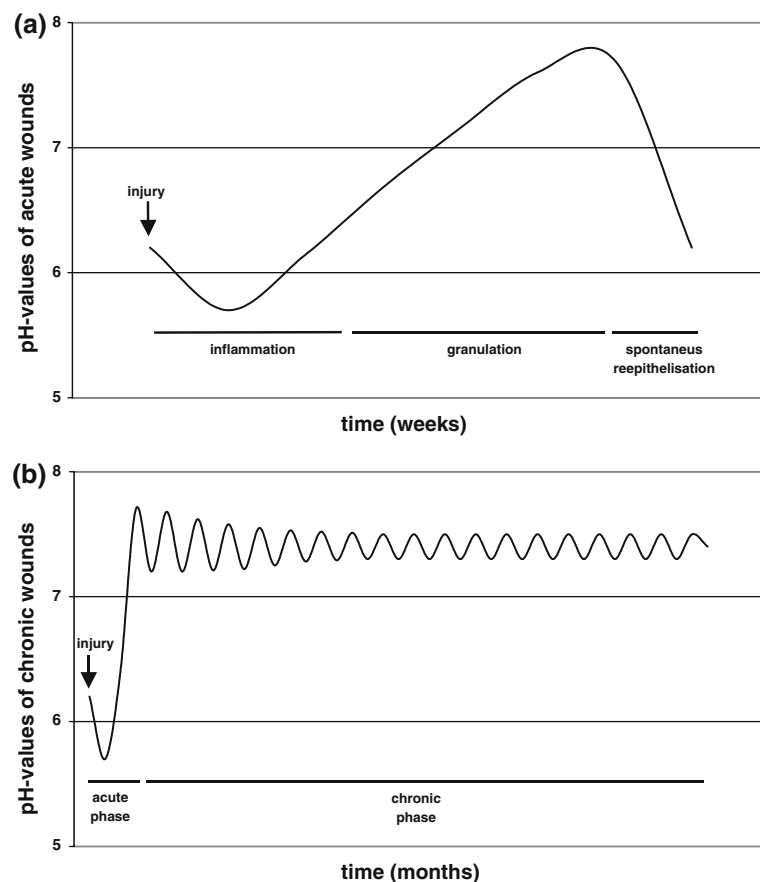 (a)
8
7
6
5
pH-values of acute wounds
injury
inflammation
granulation
spontaneus
reepithelisation
time (weeks)
(b)
8
7
6
5
pH-values of chronic wounds
injury
acute
phase
chronic
phase
time (months)